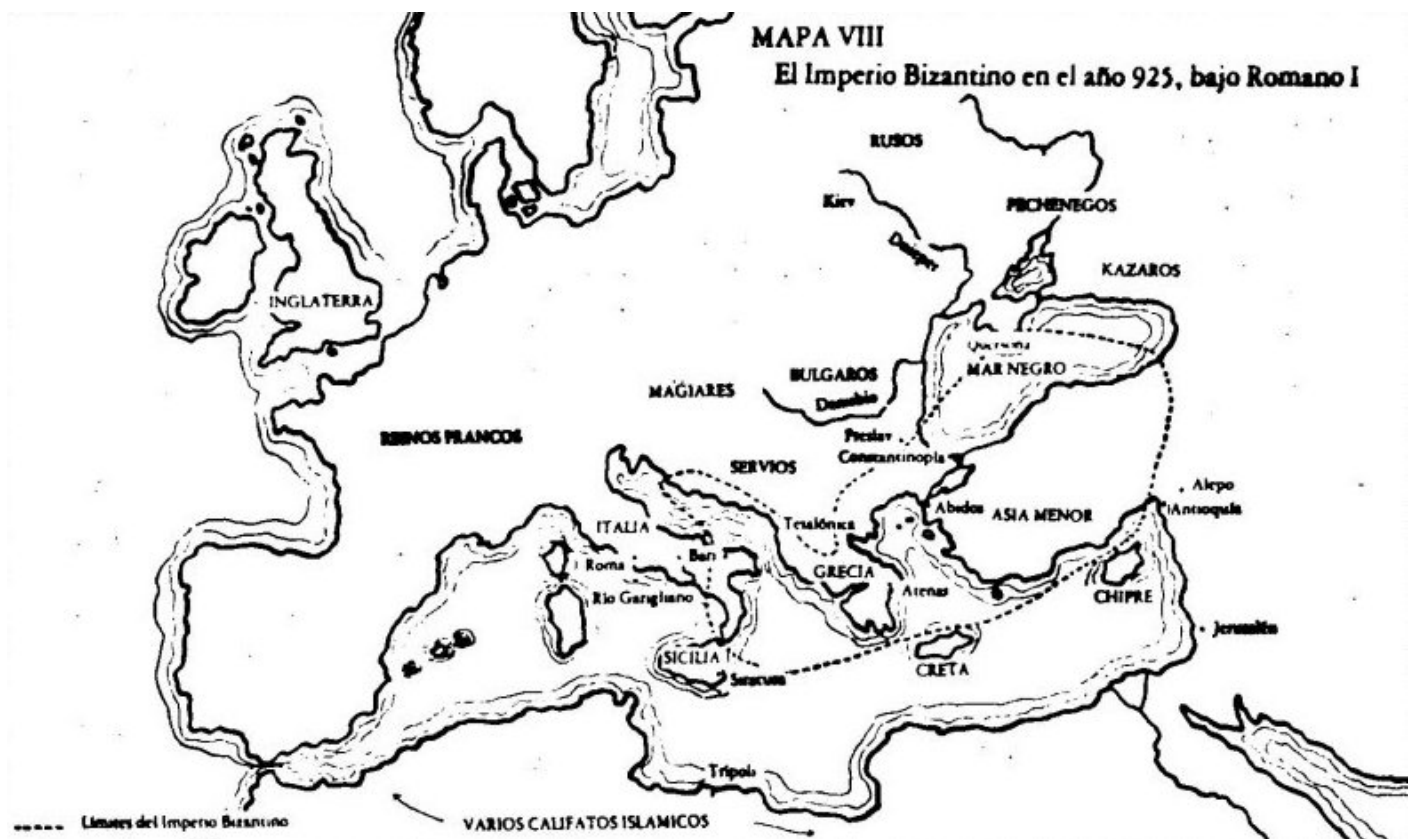 MAPA VIII
El Imperio Bizantino en el año 925, bajo Romano I
RUSOS
Kiev
PECHENEGOS
Dnieper
KAZAROS
INGLATERRA
Quersona
MAR NEGRO
BULGAROS
MAGIARES
Danubio
REINOS FRANCOS
Preslav
Constantinopla
SERVIOS
Alepo
Abidos
ASIA MENOR
Antioquía
ITALIA
Tesalónica
Roma
Bari
GRECIA
Río Garigliano
Atenas
CHIPRE
Jerusalén
SICILIA
Siracusa
CRETA
Trípoli
Límites del Imperio Bizantino
VARIOS CALIFATOS ISLAMICOS